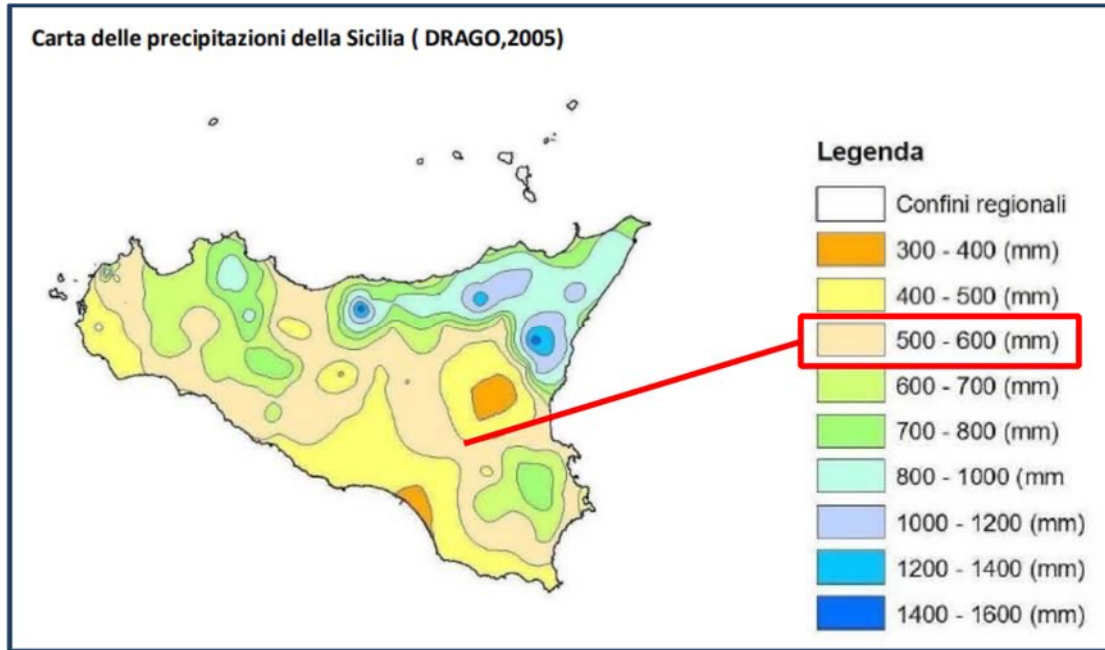 Carta delle precipitazioni della Sicilia ( DRAGO,2005)
Legenda
Confini regionali
300 - 400 (mm)
400 - 500 (mm)
500 - 600 (mm)
600 - 700 (mm)
700 - 800 (mm)
800 - 1000 (mm
1000 - 1200 (mm)
1200 - 1400 (mm)
1400 - 1600 (mm)